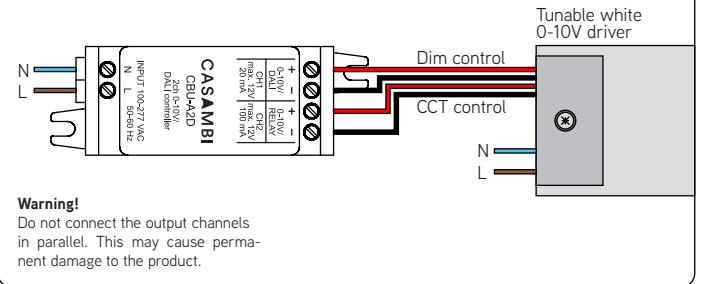 Tunable white
0-10V driver
Dim control
CCT control
N
L
N
L
INPUT 100-277 VAC
50-60 Hz
N L
CASAMBI
CBU-A2D
2ch 0-10V/
DALI controller
0-10V/
DALI
CH1
max. 12V
20 mA
+ −
0-10V/
RELAY
CH2
max. 12V
100 mA
+ −
Warning!
Do not connect the output channels
in parallel. This may cause perma-
nent damage to the product.